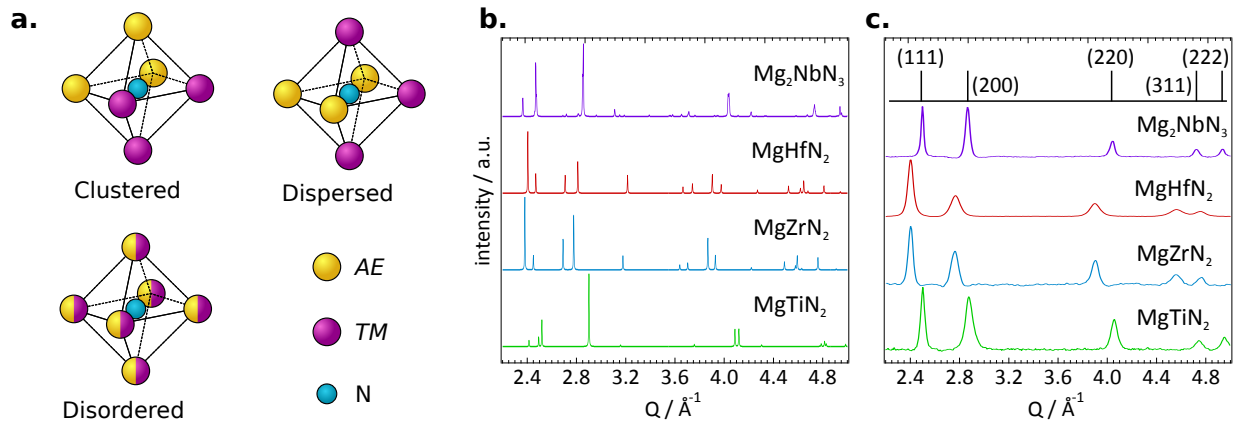 a.
Clustered
Dispersed
Disordered
AE
TM
N
b.
Mg₂NbN₃
MgHfN₂
MgZrN₂
MgTiN₂
intensity / a.u.
2.4 2.8 3.2 3.6 4.0 4.4 4.8
Q / Å⁻¹
c.
(111) (220) (222)
(200) (311)
Mg₂NbN₃
MgHfN₂
MgZrN₂
MgTiN₂
2.4 2.8 3.2 3.6 4.0 4.4 4.8
Q / Å⁻¹